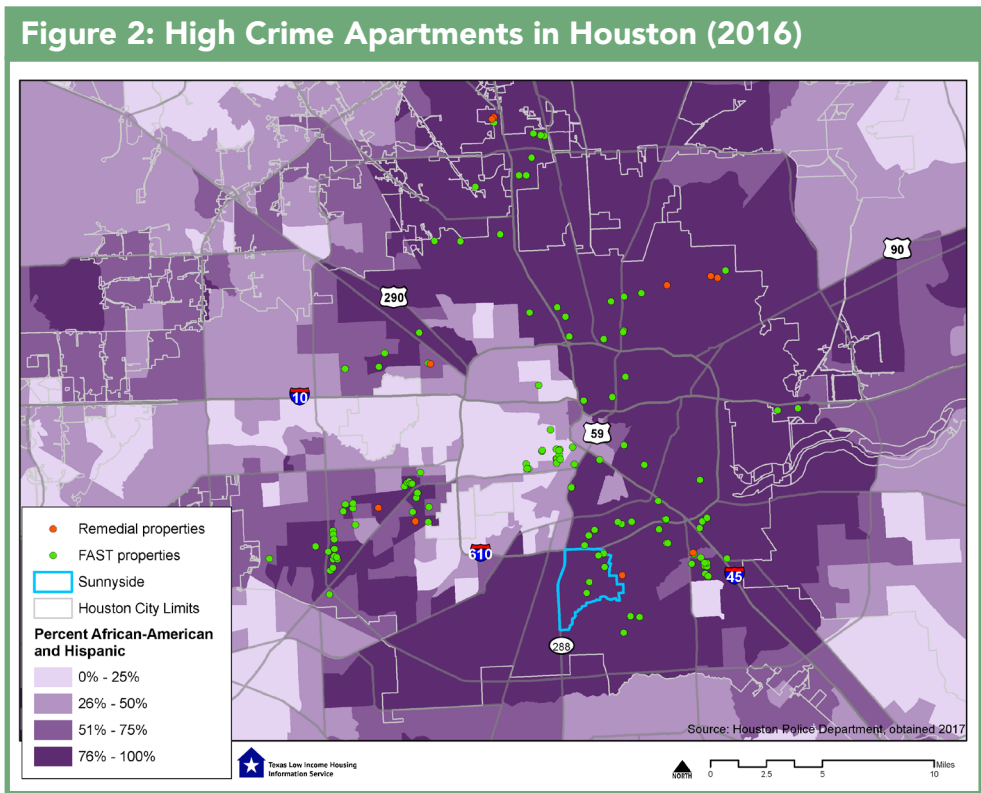 Figure 2: High Crime Apartments in Houston (2016)
90
290
10
59
Remedial properties
FAST properties
610
Sunnyside
45
Houston City Limits
Percent African-American
and Hispanic
288
0% - 25%
26% - 50%
51% - 75%
76% - 100%
Source: Houston Police Department, obtained 2017
Texas Low Income Housing
Information Service
NORTH
0 2.5 5 10 Miles